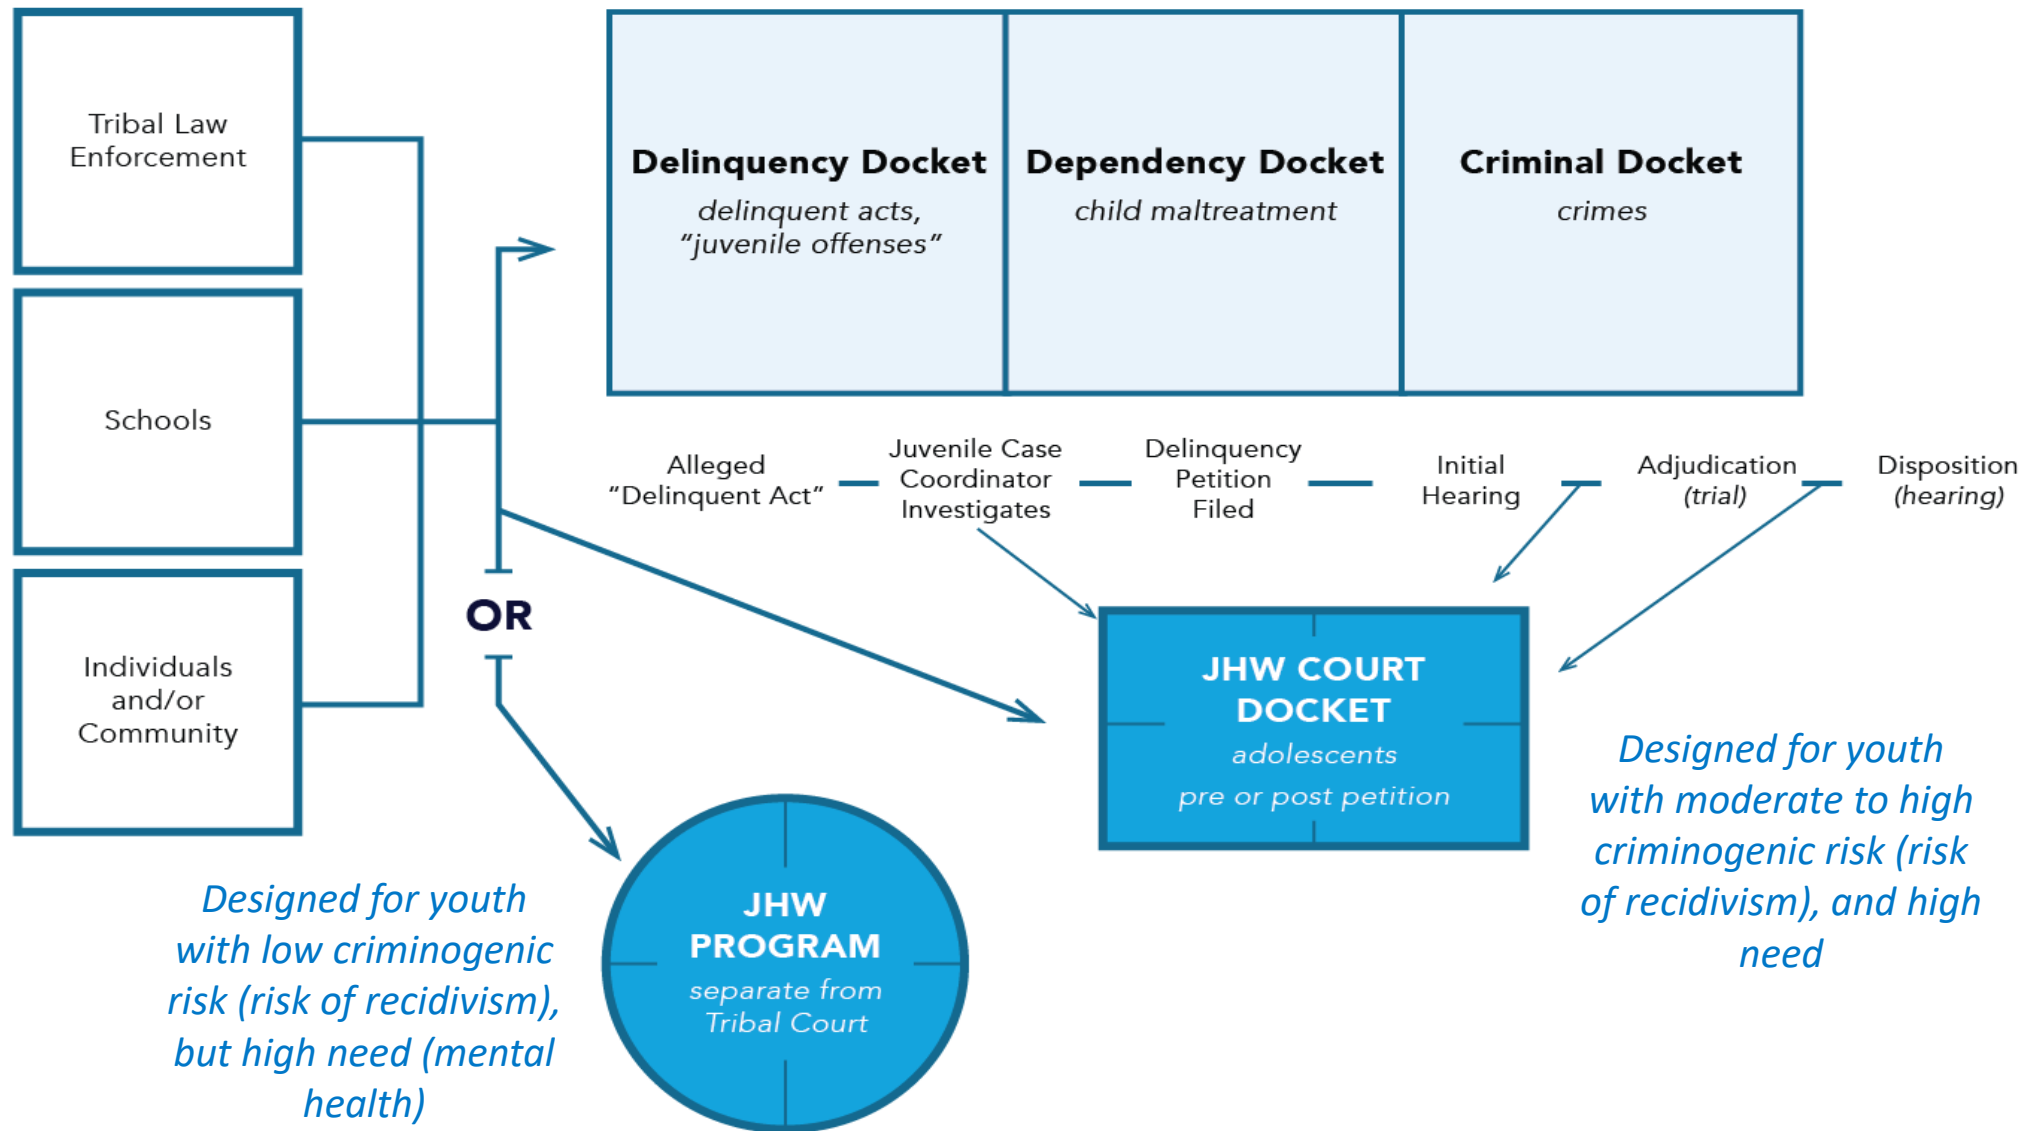 Tribal Law
Enforcement
Schools
Individuals
and/or
Community
Delinquency Docket
delinquent acts,
“juvenile offenses”
Dependency Docket
child maltreatment
Criminal Docket
crimes
Alleged
“Delinquent Act”
Juvenile Case
Coordinator
Investigates
Delinquency
Petition
Filed
Initial
Hearing
Adjudication
(trial)
Disposition
(hearing)
OR
JHW COURT
DOCKET
adolescents
pre or post petition
Designed for youth
with moderate to high
criminogenic risk (risk
of recidivism), and high
need
JHW
PROGRAM
separate from
Tribal Court
Designed for youth
with low criminogenic
risk (risk of recidivism),
but high need (mental
health)